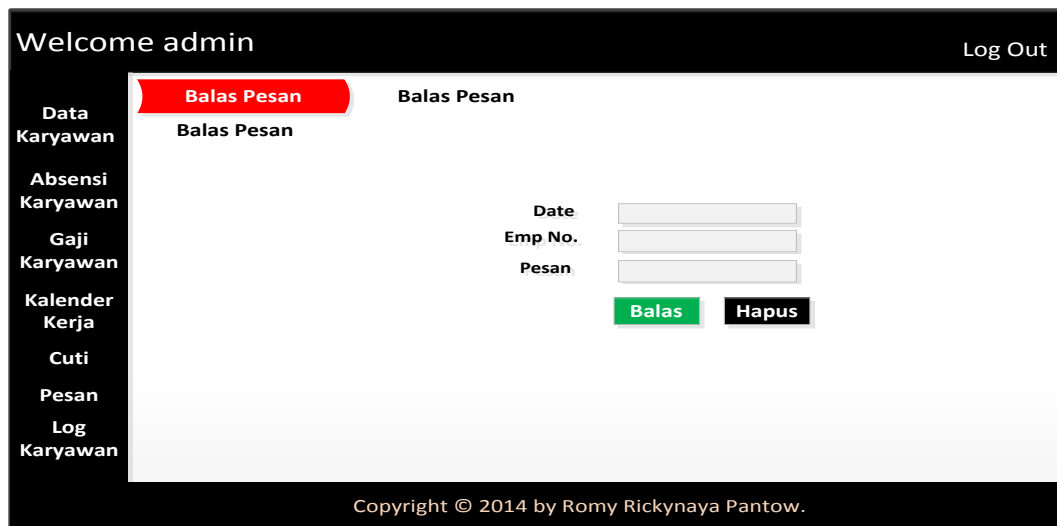 Welcome admin
Log Out
Data
Karyawan
Absensi
Karyawan
Gaji
Karyawan
Kalender
Kerja
Cuti
Pesan
Log
Karyawan
Balas Pesan
Balas Pesan
Balas Pesan
Date
Emp No.
Pesan
Balas
Hapus
Copyright © 2014 by Romy Rickynaya Pantow.